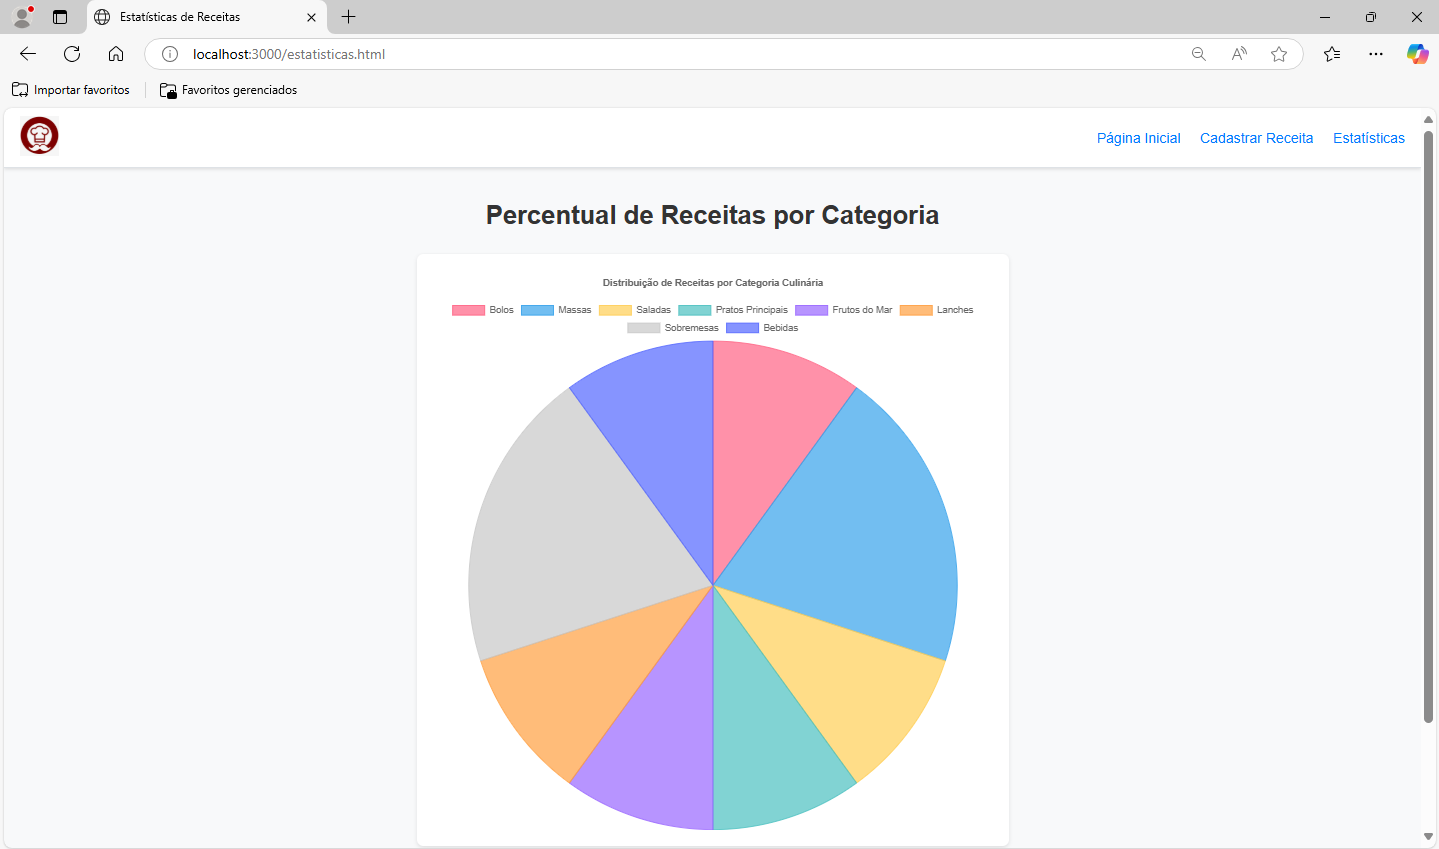 Estatísticas de Receitas
localhost:3000/estatisticas.html
Importar favoritos
Favoritos gerenciados
Página Inicial
Cadastrar Receita
Estatísticas
Percentual de Receitas por Categoria
Distribuição de Receitas por Categoria Culinária
Bolos Massas Saladas Pratos Principais Frutos do Mar Lanches
Sobremesas Bebidas